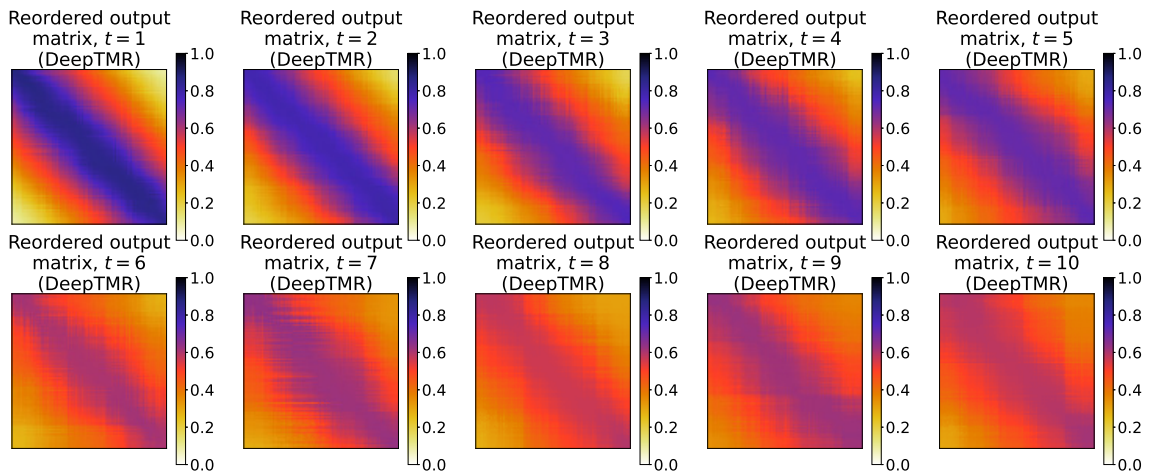 Reordered output
matrix, t = 1
(DeepTMR)
1.0
0.8
0.6
0.4
0.2
0.0
Reordered output
matrix, t = 2
(DeepTMR)
1.0
0.8
0.6
0.4
0.2
0.0
Reordered output
matrix, t = 3
(DeepTMR)
1.0
0.8
0.6
0.4
0.2
0.0
Reordered output
matrix, t = 4
(DeepTMR)
1.0
0.8
0.6
0.4
0.2
0.0
Reordered output
matrix, t = 5
(DeepTMR)
1.0
0.8
0.6
0.4
0.2
0.0
Reordered output
matrix, t = 6
(DeepTMR)
1.0
0.8
0.6
0.4
0.2
0.0
Reordered output
matrix, t = 7
(DeepTMR)
1.0
0.8
0.6
0.4
0.2
0.0
Reordered output
matrix, t = 8
(DeepTMR)
1.0
0.8
0.6
0.4
0.2
0.0
Reordered output
matrix, t = 9
(DeepTMR)
1.0
0.8
0.6
0.4
0.2
0.0
Reordered output
matrix, t = 10
(DeepTMR)
1.0
0.8
0.6
0.4
0.2
0.0